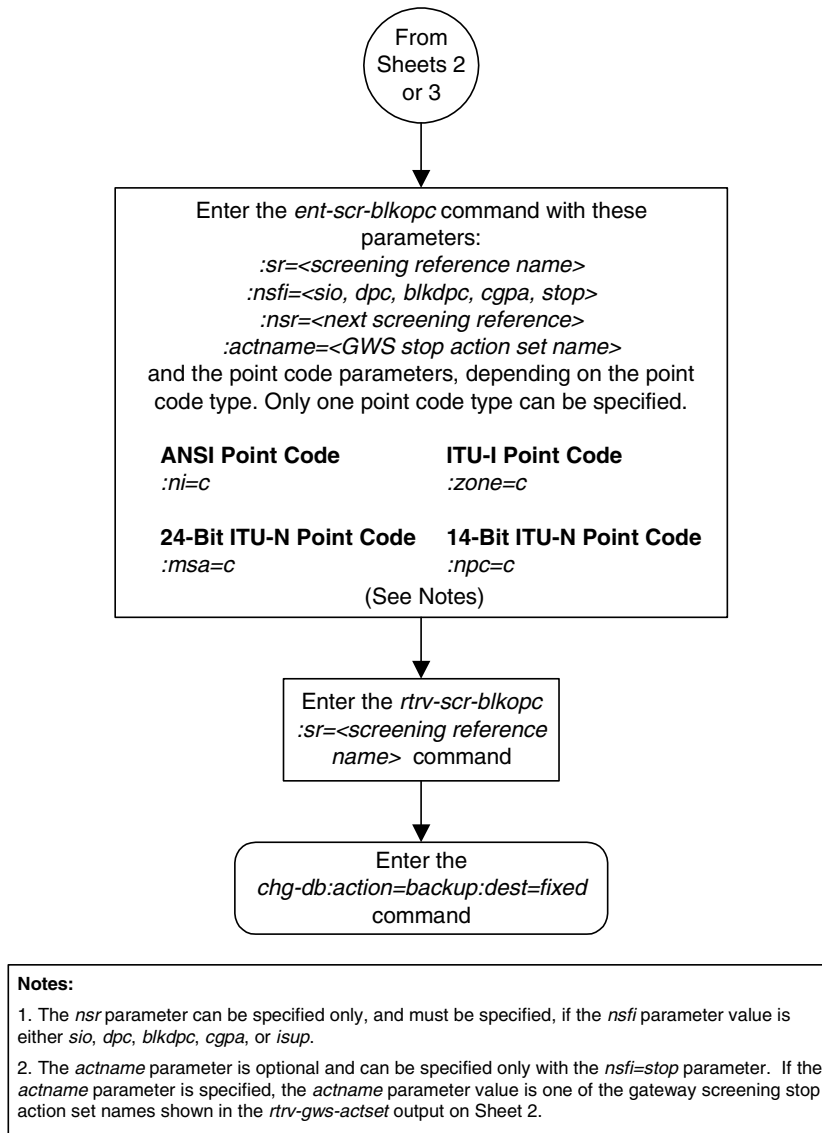 From
Sheets 2
or 3
Enter the ent-scr-blkopc command with these
parameters:
:sr=<screening reference name>
:nsfi=<sio, dpc, blkdpc, cgpa, stop>
:nsr=<next screening reference>
:actname=<GWS stop action set name>
and the point code parameters, depending on the point
code type. Only one point code type can be specified.
ANSI Point Code
:ni=c
ITU-I Point Code
:zone=c
24-Bit ITU-N Point Code
:msa=c
14-Bit ITU-N Point Code
:npc=c
(See Notes)
Enter the rtrv-scr-blkopc
:sr=<screening reference
name> command
Enter the
chg-db:action=backup:dest=fixed
command
Notes:
1. The nsr parameter can be specified only, and must be specified, if the nsfi parameter value is
either sio, dpc, blkdpc, cgpa, or isup.
2. The actname parameter is optional and can be specified only with the nsfi=stop parameter. If the
actname parameter is specified, the actname parameter value is one of the gateway screening stop
action set names shown in the rtrv-gws-actset output on Sheet 2.